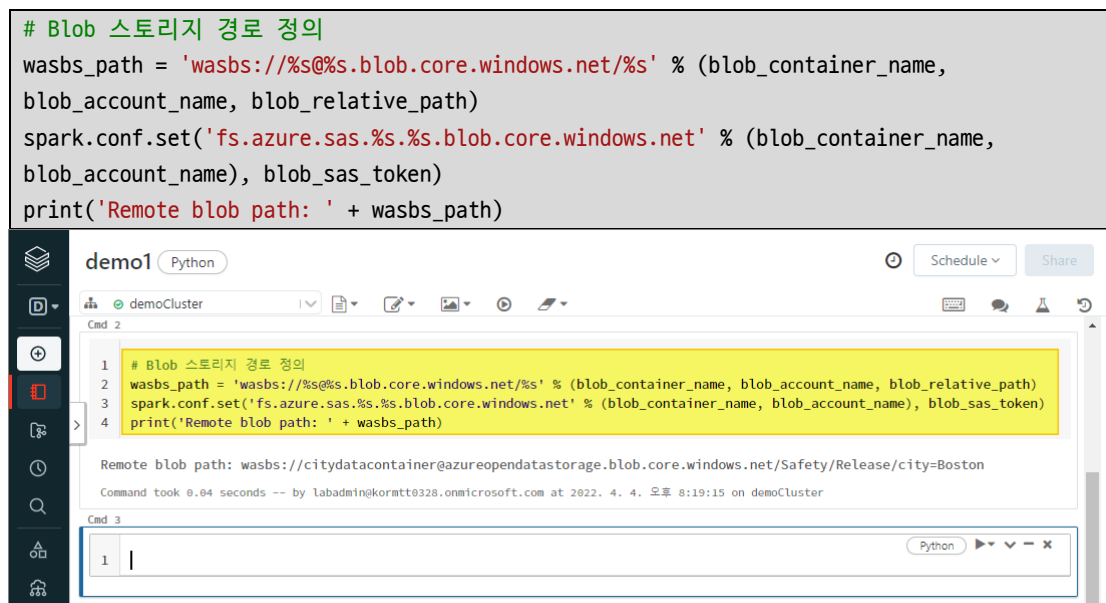 # Blob 스토리지 경로 정의
wasbs_path = 'wasbs://%s@%s.blob.core.windows.net/%s' % (blob_container_name,
blob_account_name, blob_relative_path)
spark.conf.set('fs.azure.sas.%s.%s.blob.core.windows.net' % (blob_container_name,
blob_account_name), blob_sas_token)
print('Remote blob path: ' + wasbs_path)
demo1 Python Schedule Share
D demoCluster
Cmd 2
1 # Blob 스토리지 경로 정의
2 wasbs_path = 'wasbs://%s@%s.blob.core.windows.net/%s' % (blob_container_name, blob_account_name, blob_relative_path)
3 spark.conf.set('fs.azure.sas.%s.%s.blob.core.windows.net' % (blob_container_name, blob_account_name), blob_sas_token)
4 print('Remote blob path: ' + wasbs_path)
Remote blob path: wasbs://citydatacontainer@azureopendatastorage.blob.core.windows.net/Safety/Release/city=Boston
Command took 0.04 seconds -- by labadmin@kormtt0328.onmicrosoft.com at 2022. 4. 4. 오후 8:19:15 on demoCluster
Cmd 3
1 Python